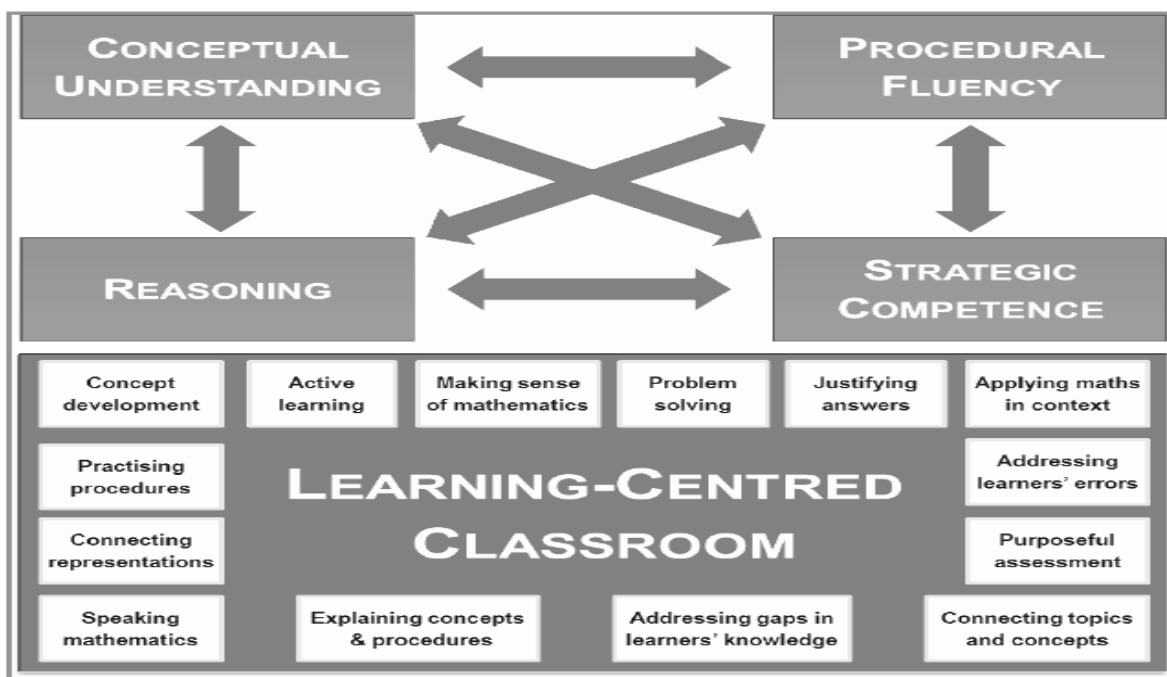 CONCEPTUAL
UNDERSTANDING
PROCEDURAL
FLUENCY
REASONING
STRATEGIC
COMPETENCE
Concept
development
Active
learning
Making sense
of mathematics
Problem
solving
Justifying
answers
Applying maths
in context
Practising
procedures
LEARNING-CENTRED
CLASSROOM
Addressing
learners' errors
Connecting
representations
Purposeful
assessment
Speaking
mathematics
Explaining concepts
& procedures
Addressing gaps in
learners' knowledge
Connecting topics
and concepts